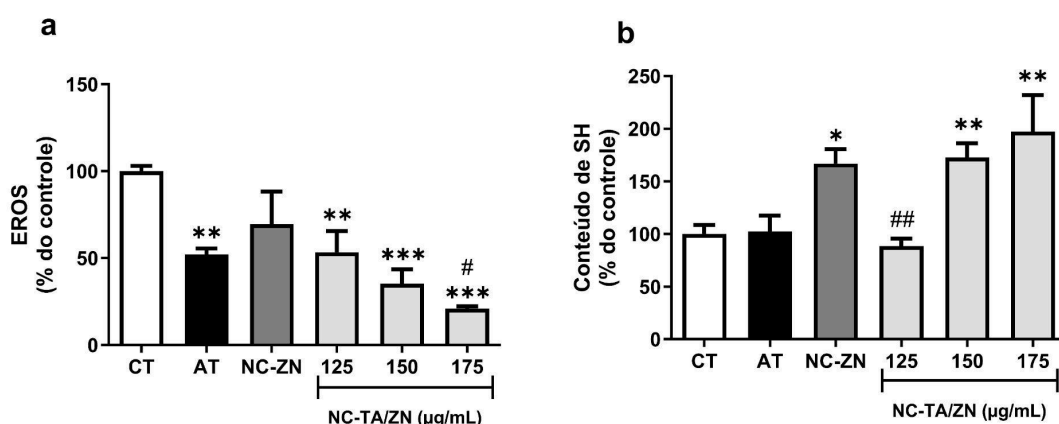 a
EROS
(% do controle)
150
100
50
0
**
**
***
#
***
CT AT NC-ZN 125 150 175
NC-TA/ZN (µg/mL)
b
Conteúdo de SH
(% do controle)
250
200
150
100
50
0
*
##
**
**
CT AT NC-ZN 125 150 175
NC-TA/ZN (µg/mL)